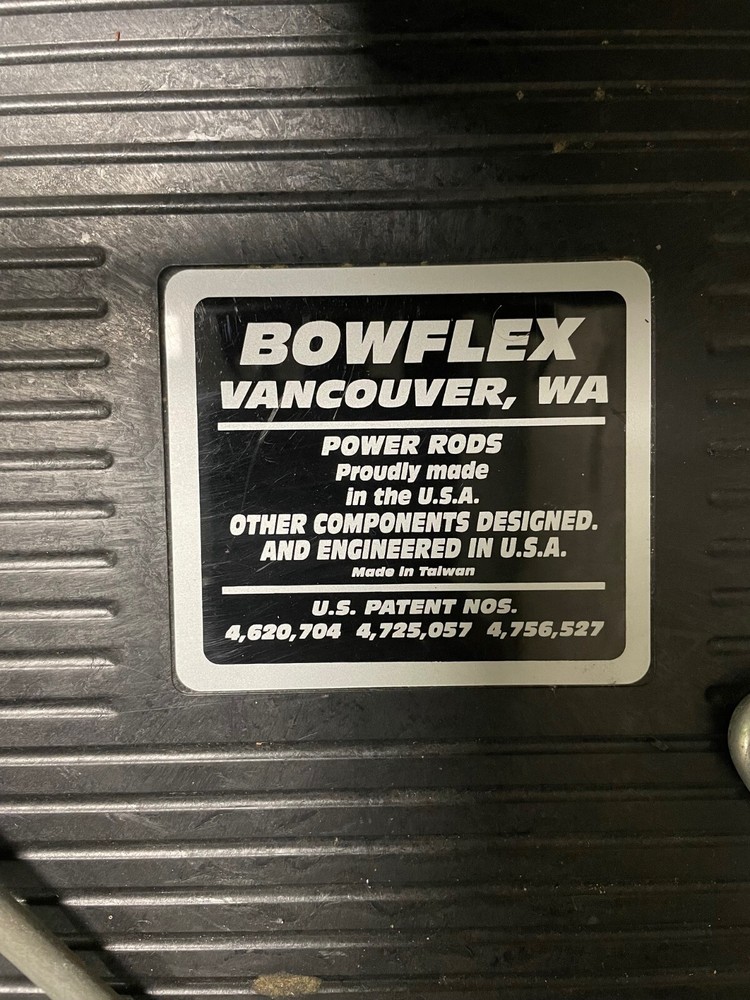 BOWFLEX
VANCOUVER, WA
POWER RODS
Proudly made
in the U.S.A.
OTHER COMPONENTS DESIGNED.
AND ENGINEERED IN U.S.A.
Made In Taiwan
U.S. PATENT NOS.
4,620,704 4,725,057 4,756,527